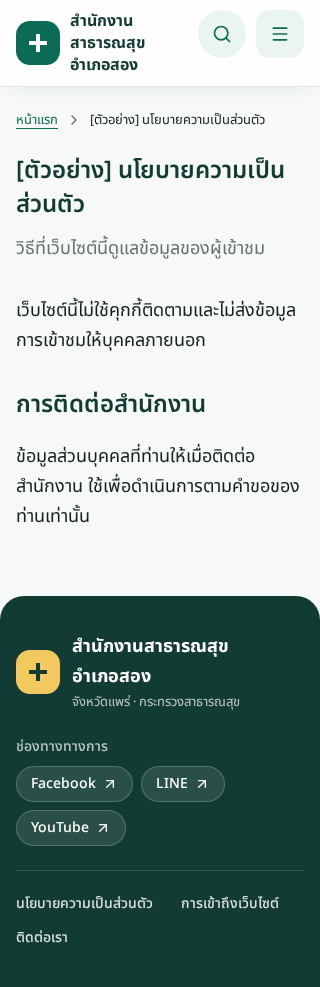 สำนักงาน
สาธารณสุข
อำเภอสอง
หน้าแรก
[ตัวอย่าง] นโยบายความเป็นส่วนตัว
[ตัวอย่าง] นโยบายความเป็น
ส่วนตัว
วิธีที่เว็บไซต์นี้ดูแลข้อมูลของผู้เข้าชม
เว็บไซต์นี้ไม่ใช้คุกกี้ติดตามและไม่ส่งข้อมูล
การเข้าชมให้บุคคลภายนอก
การติดต่อสำนักงาน
ข้อมูลส่วนบุคคลที่ท่านให้เมื่อติดต่อ
สำนักงาน ใช้เพื่อดำเนินการตามคำขอของ
ท่านเท่านั้น
สำนักงานสาธารณสุข
อำเภอสอง
จังหวัดแพร่ · กระทรวงสาธารณสุข
ช่องทางทางการ
Facebook
LINE
YouTube
นโยบายความเป็นส่วนตัว
การเข้าถึงเว็บไซต์
ติดต่อเรา